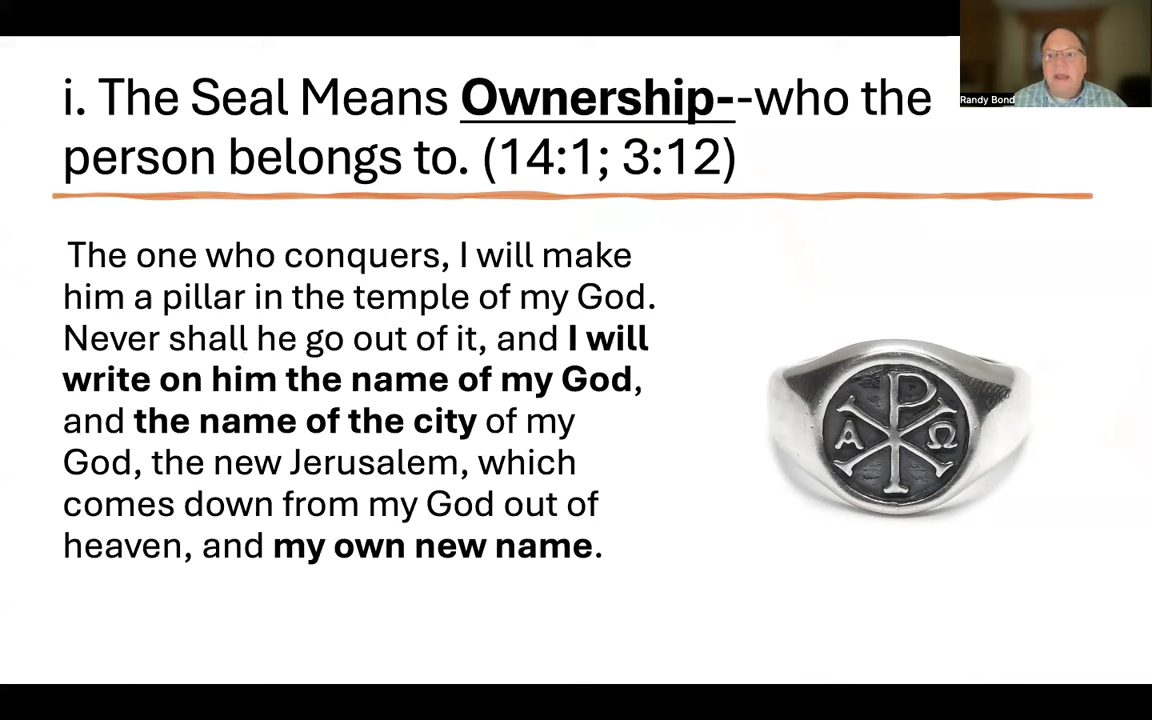 i. The Seal Means Ownership--who the
person belongs to. (14:1; 3:12)
Randy Bond
The one who conquers, I will make
him a pillar in the temple of my God.
Never shall he go out of it, and I will
write on him the name of my God,
and the name of the city of my
God, the new Jerusalem, which
comes down from my God out of
heaven, and my own new name.
Α Ω